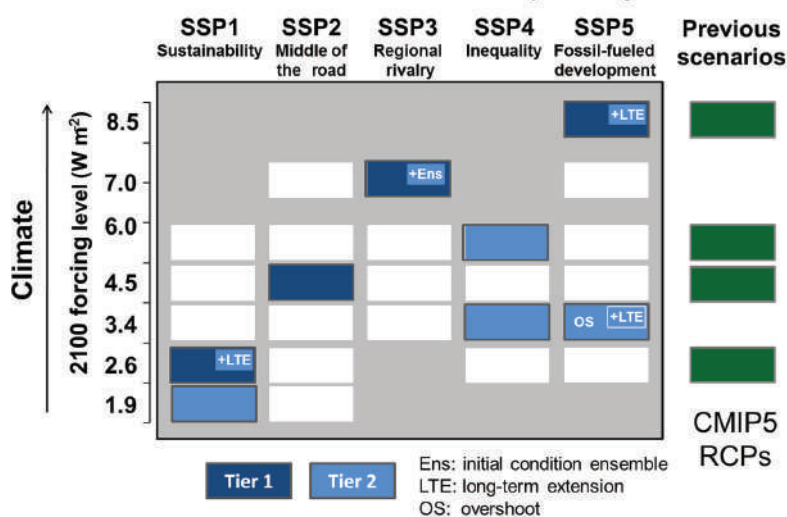 SSP1 SSP2 SSP3 SSP4 SSP5 Previous
Sustainability Middle of Regional Inequality Fossil-fueled scenarios
the road rivalry development
8.5 +LTE
7.0 +Ens
6.0
4.5
3.4 OS +LTE
2.6 +LTE
1.9
Climate
2100 forcing level (W m²)
CMIP5
RCPs
Tier 1 Tier 2
Ens: initial condition ensemble
LTE: long-term extension
OS: overshoot